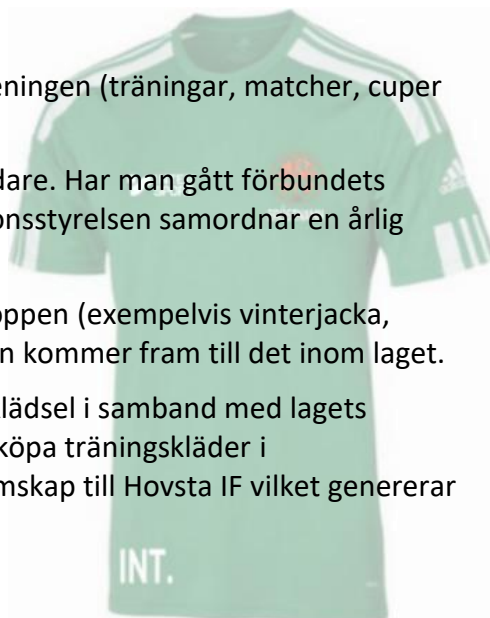 eningen (träningar, matcher, cuper
dare. Har man gått förbundets
onsstyrelsen samordnar en årlig
oppen (exempelvis vinterjacka,
n kommer fram till det inom laget.
lädsel i samband med lagets
köpa träningskläder i
mskap till Hovsta IF vilket genererar
INT.